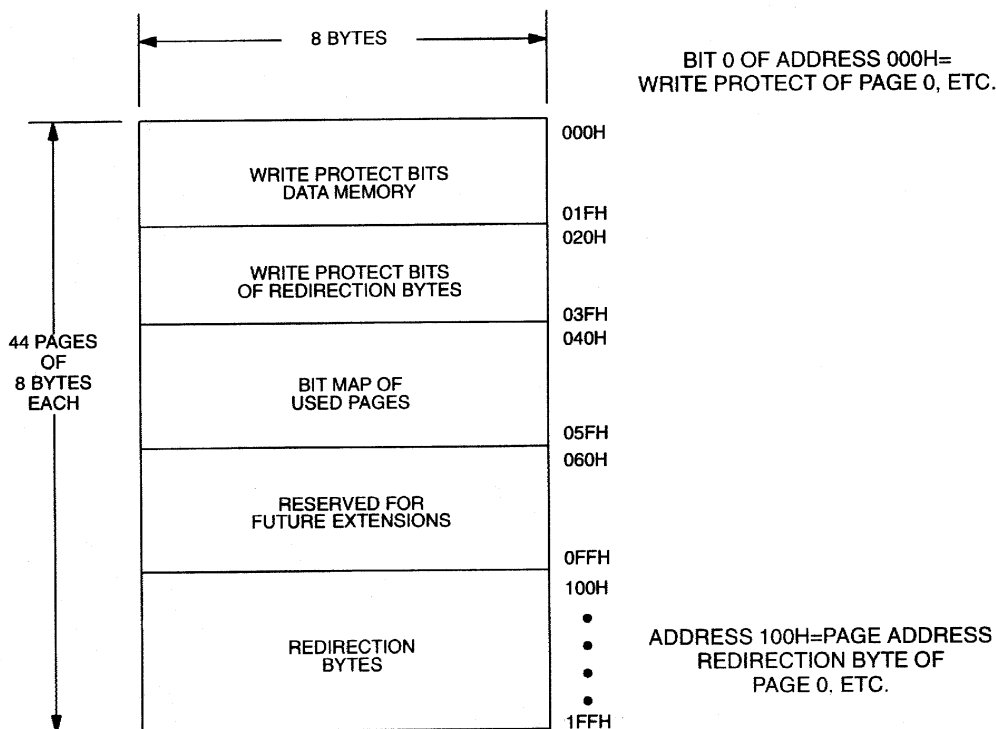 8 BYTES
BIT 0 OF ADDRESS 000H=
WRITE PROTECT OF PAGE 0, ETC.
000H
WRITE PROTECT BITS
DATA MEMORY
01FH
020H
WRITE PROTECT BITS
OF REDIRECTION BYTES
03FH
040H
44 PAGES
OF
8 BYTES
EACH
BIT MAP OF
USED PAGES
05FH
060H
RESERVED FOR
FUTURE EXTENSIONS
0FFH
100H
REDIRECTION
BYTES
ADDRESS 100H=PAGE ADDRESS
REDIRECTION BYTE OF
PAGE 0, ETC.
1FFH